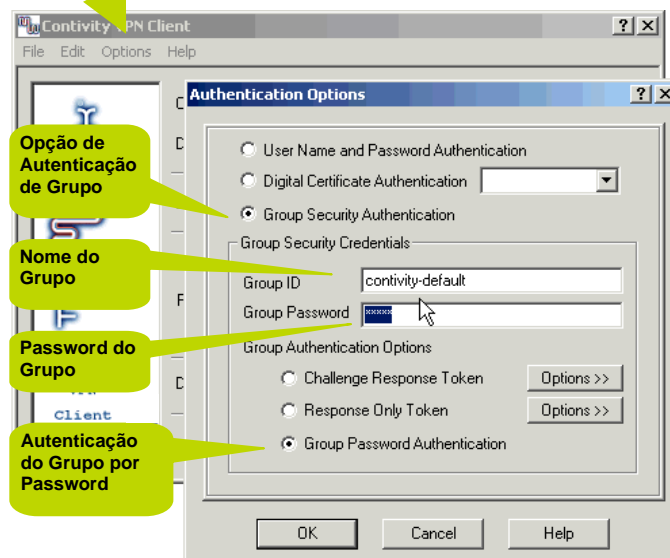 Contivity VPN Client
File Edit Options Help
Authentication Options
Opção de
Autenticação
de Grupo
User Name and Password Authentication
Digital Certificate Authentication
Group Security Authentication
Group Security Credentials
Nome do
Grupo
Group ID contivity-default
Group Password *****
Password do
Grupo
Group Authentication Options
Challenge Response Token Options >>
Response Only Token Options >>
Client
Group Password Authentication
Autenticação
do Grupo por
Password
OK Cancel Help